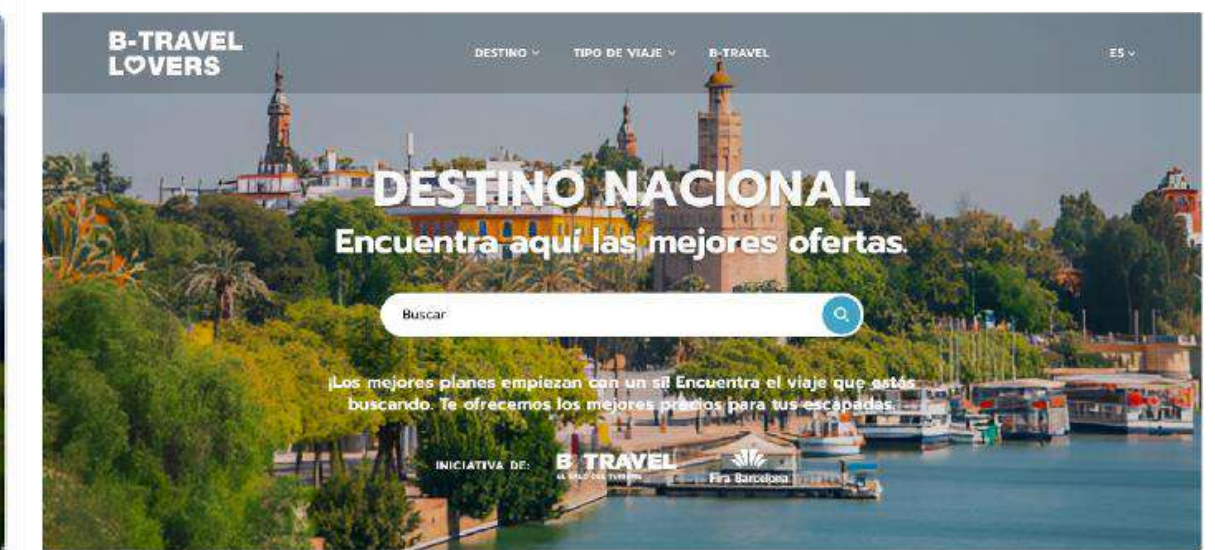 B-TRAVEL
LOVERS
DESTINO
TIPO DE VIAJE
B-TRAVEL
ES
DESTINO NACIONAL
Encuentra aquí las mejores ofertas.
Buscar
¡Los mejores planes empiezan con un sí! Encuentra el viaje que estás
buscando. Te ofrecemos los mejores precios para tus escapadas.
INICIATIVA DE:
B TRAVEL
Fira Barcelona